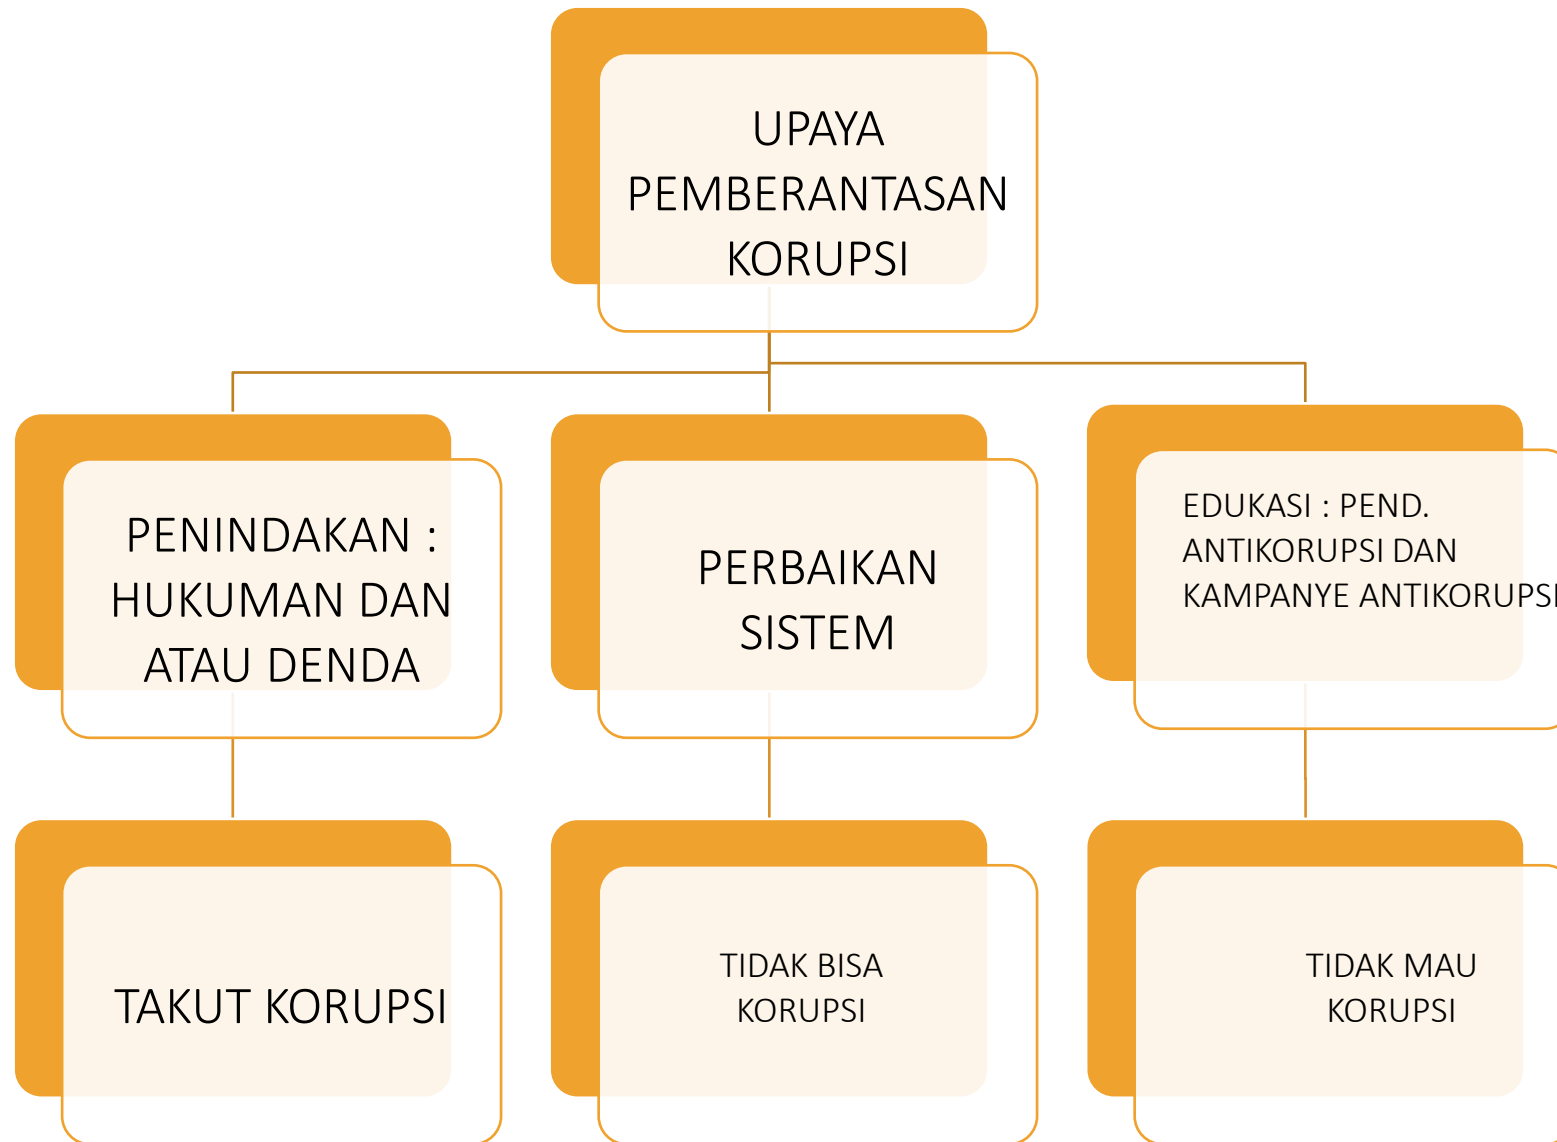 UPAYA
PEMBERANTASAN
KORUPSI
PENINDAKAN :
HUKUMAN DAN
ATAU DENDA
PERBAIKAN
SISTEM
EDUKASI : PEND.
ANTIKORUPSI DAN
KAMPANYE ANTIKORUPSI
TAKUT KORUPSI
TIDAK BISA
KORUPSI
TIDAK MAU
KORUPSI